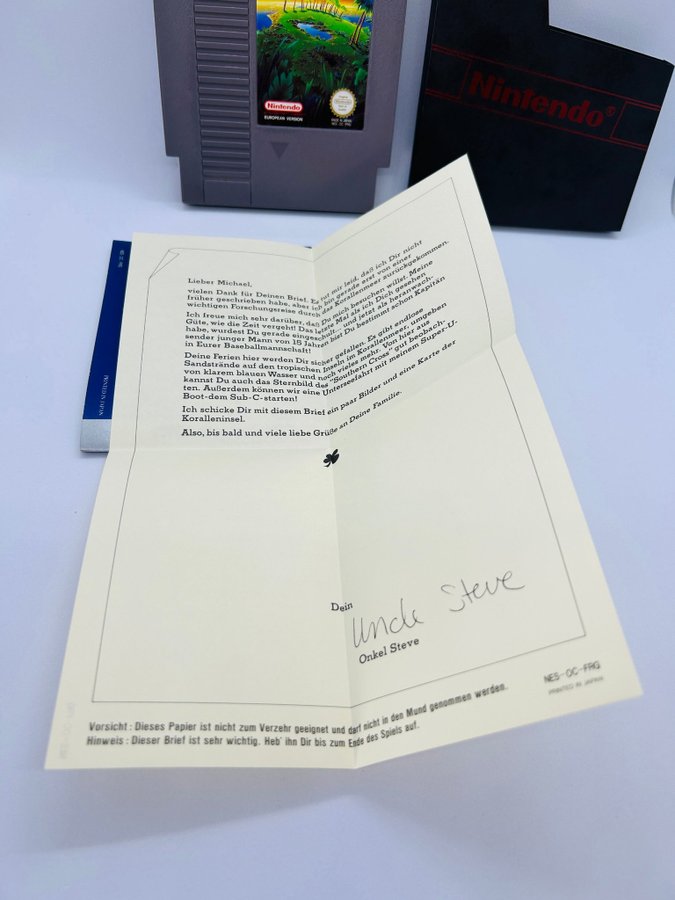 Nintendo
EUROPEAN VERSION
MADE IN JAPAN
Nintendo®
PRINTED IN JAPAN
Lieber Michael,
vielen Dank für Deinen Brief. Es tut mir leid, daß ich Dir nicht
früher geschrieben habe, aber ich bin gerade erst von einer
wichtigen Forschungsreise durch das Korallenmeer zurückgekommen.
Ich freue mich sehr darüber, daß Du mich besuchen willst. Meine
Güte, wie die Zeit vergeht! Das letzte Mal als ich Dich gesehen
habe, wurdest Du gerade eingeschult, und jetzt als heranwach-
sender junger Mann von 15 Jahren bist Du bestimmt schon Kapitän
in Eurer Baseballmannschaft!
Deine Ferien hier werden Dir sicher gefallen. Es gibt endlose
Sandstrände auf den tropischen Inseln im Korallenmeer, umgeben
von klarem blauen Wasser und noch vieles mehr. Von hier aus
kannst Du auch das Sternbild des "Southern Cross" gut beobach-
ten. Außerdem können wir eine Unterseefahrt mit meinem Super-U-
Boot-dem Sub-C-starten!
Ich schicke Dir mit diesem Brief ein paar Bilder und eine Karte der
Koralleninsel.
Also, bis bald und viele liebe Grüße an Deine Familie.
Dein
Uncle Steve
Onkel Steve
NES-OC-FRG
PRINTED IN JAPAN
Vorsicht : Dieses Papier ist nicht zum Verzehr geeignet und darf nicht in den Mund genommen werden.
Hinweis : Dieser Brief ist sehr wichtig. Heb' ihn Dir bis zum Ende des Spiels auf.